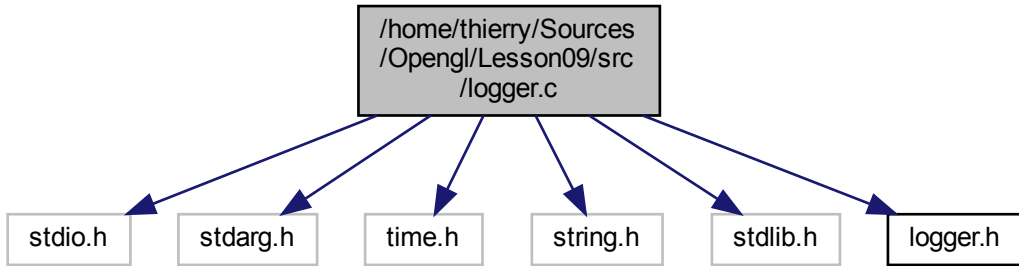 /home/thierry/Sources
/Opengl/Lesson09/src
/logger.c
stdio.h
stdarg.h
time.h
string.h
stdlib.h
logger.h